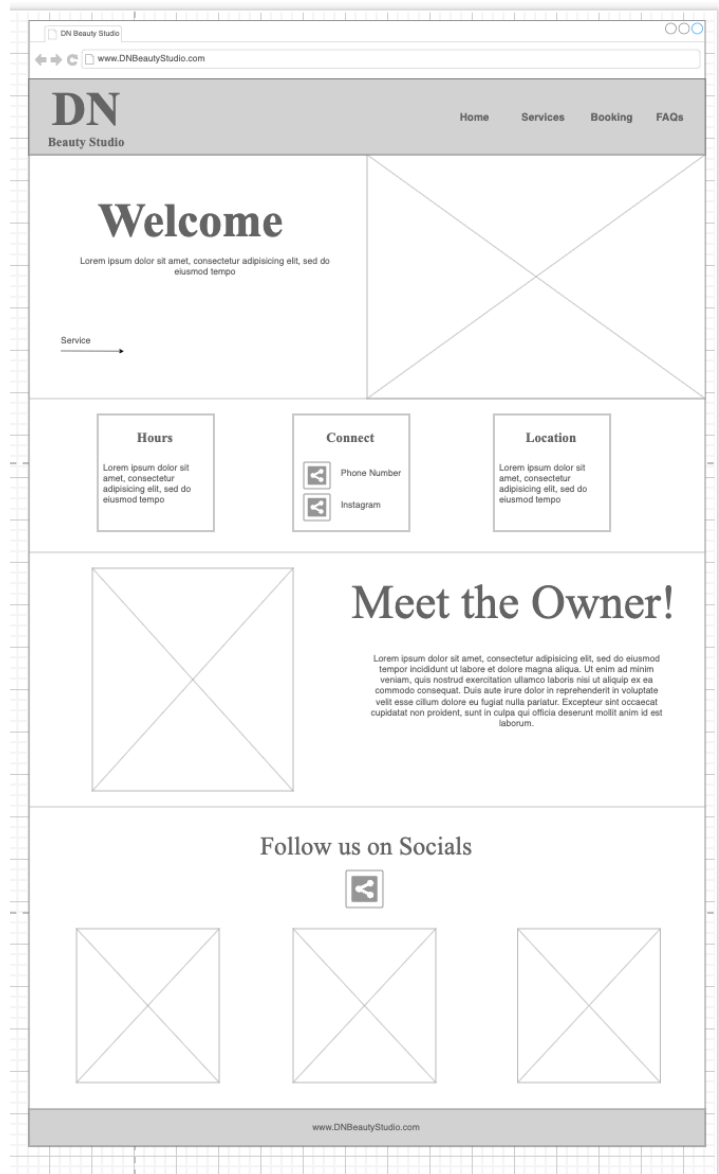 DN Beauty Studio
www.DNBeautyStudio.com
DN
Beauty Studio
Home Services Booking FAQs
Welcome
Lorem ipsum dolor sit amet, consectetur adipisicing elit, sed do
eiusmod tempo
Service
Hours
Lorem ipsum dolor sit
amet, consectetur
adipisicing elit, sed do
eiusmod tempo
Connect
Phone Number
Instagram
Location
Lorem ipsum dolor sit
amet, consectetur
adipisicing elit, sed do
eiusmod tempo
Meet the Owner!
Lorem ipsum dolor sit amet, consectetur adipisicing elit, sed do eiusmod
tempor incididunt ut labore et dolore magna aliqua. Ut enim ad minim
veniam, quis nostrud exercitation ullamco laboris nisi ut aliquip ex ea
commodo consequat. Duis aute irure dolor in reprehenderit in voluptate
velit esse cillum dolore eu fugiat nulla pariatur. Excepteur sint occaecat
cupidatat non proident, sunt in culpa qui officia deserunt mollit anim id est
laborum.
Follow us on Socials
www.DNBeautyStudio.com